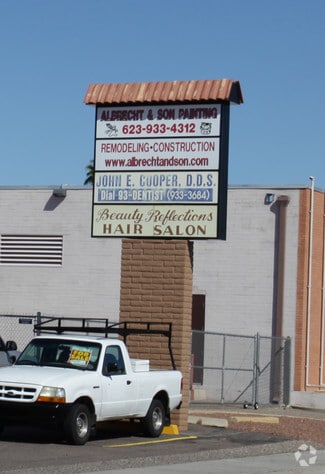 ALBRECHT & SON PAINTING
623-933-4312
REMODELING•CONSTRUCTION
www.albrechtandson.com
JOHN E. COOPER, D.D.S.
Dial 93-DENTIST (933-3684)
Beauty Reflections
HAIR SALON